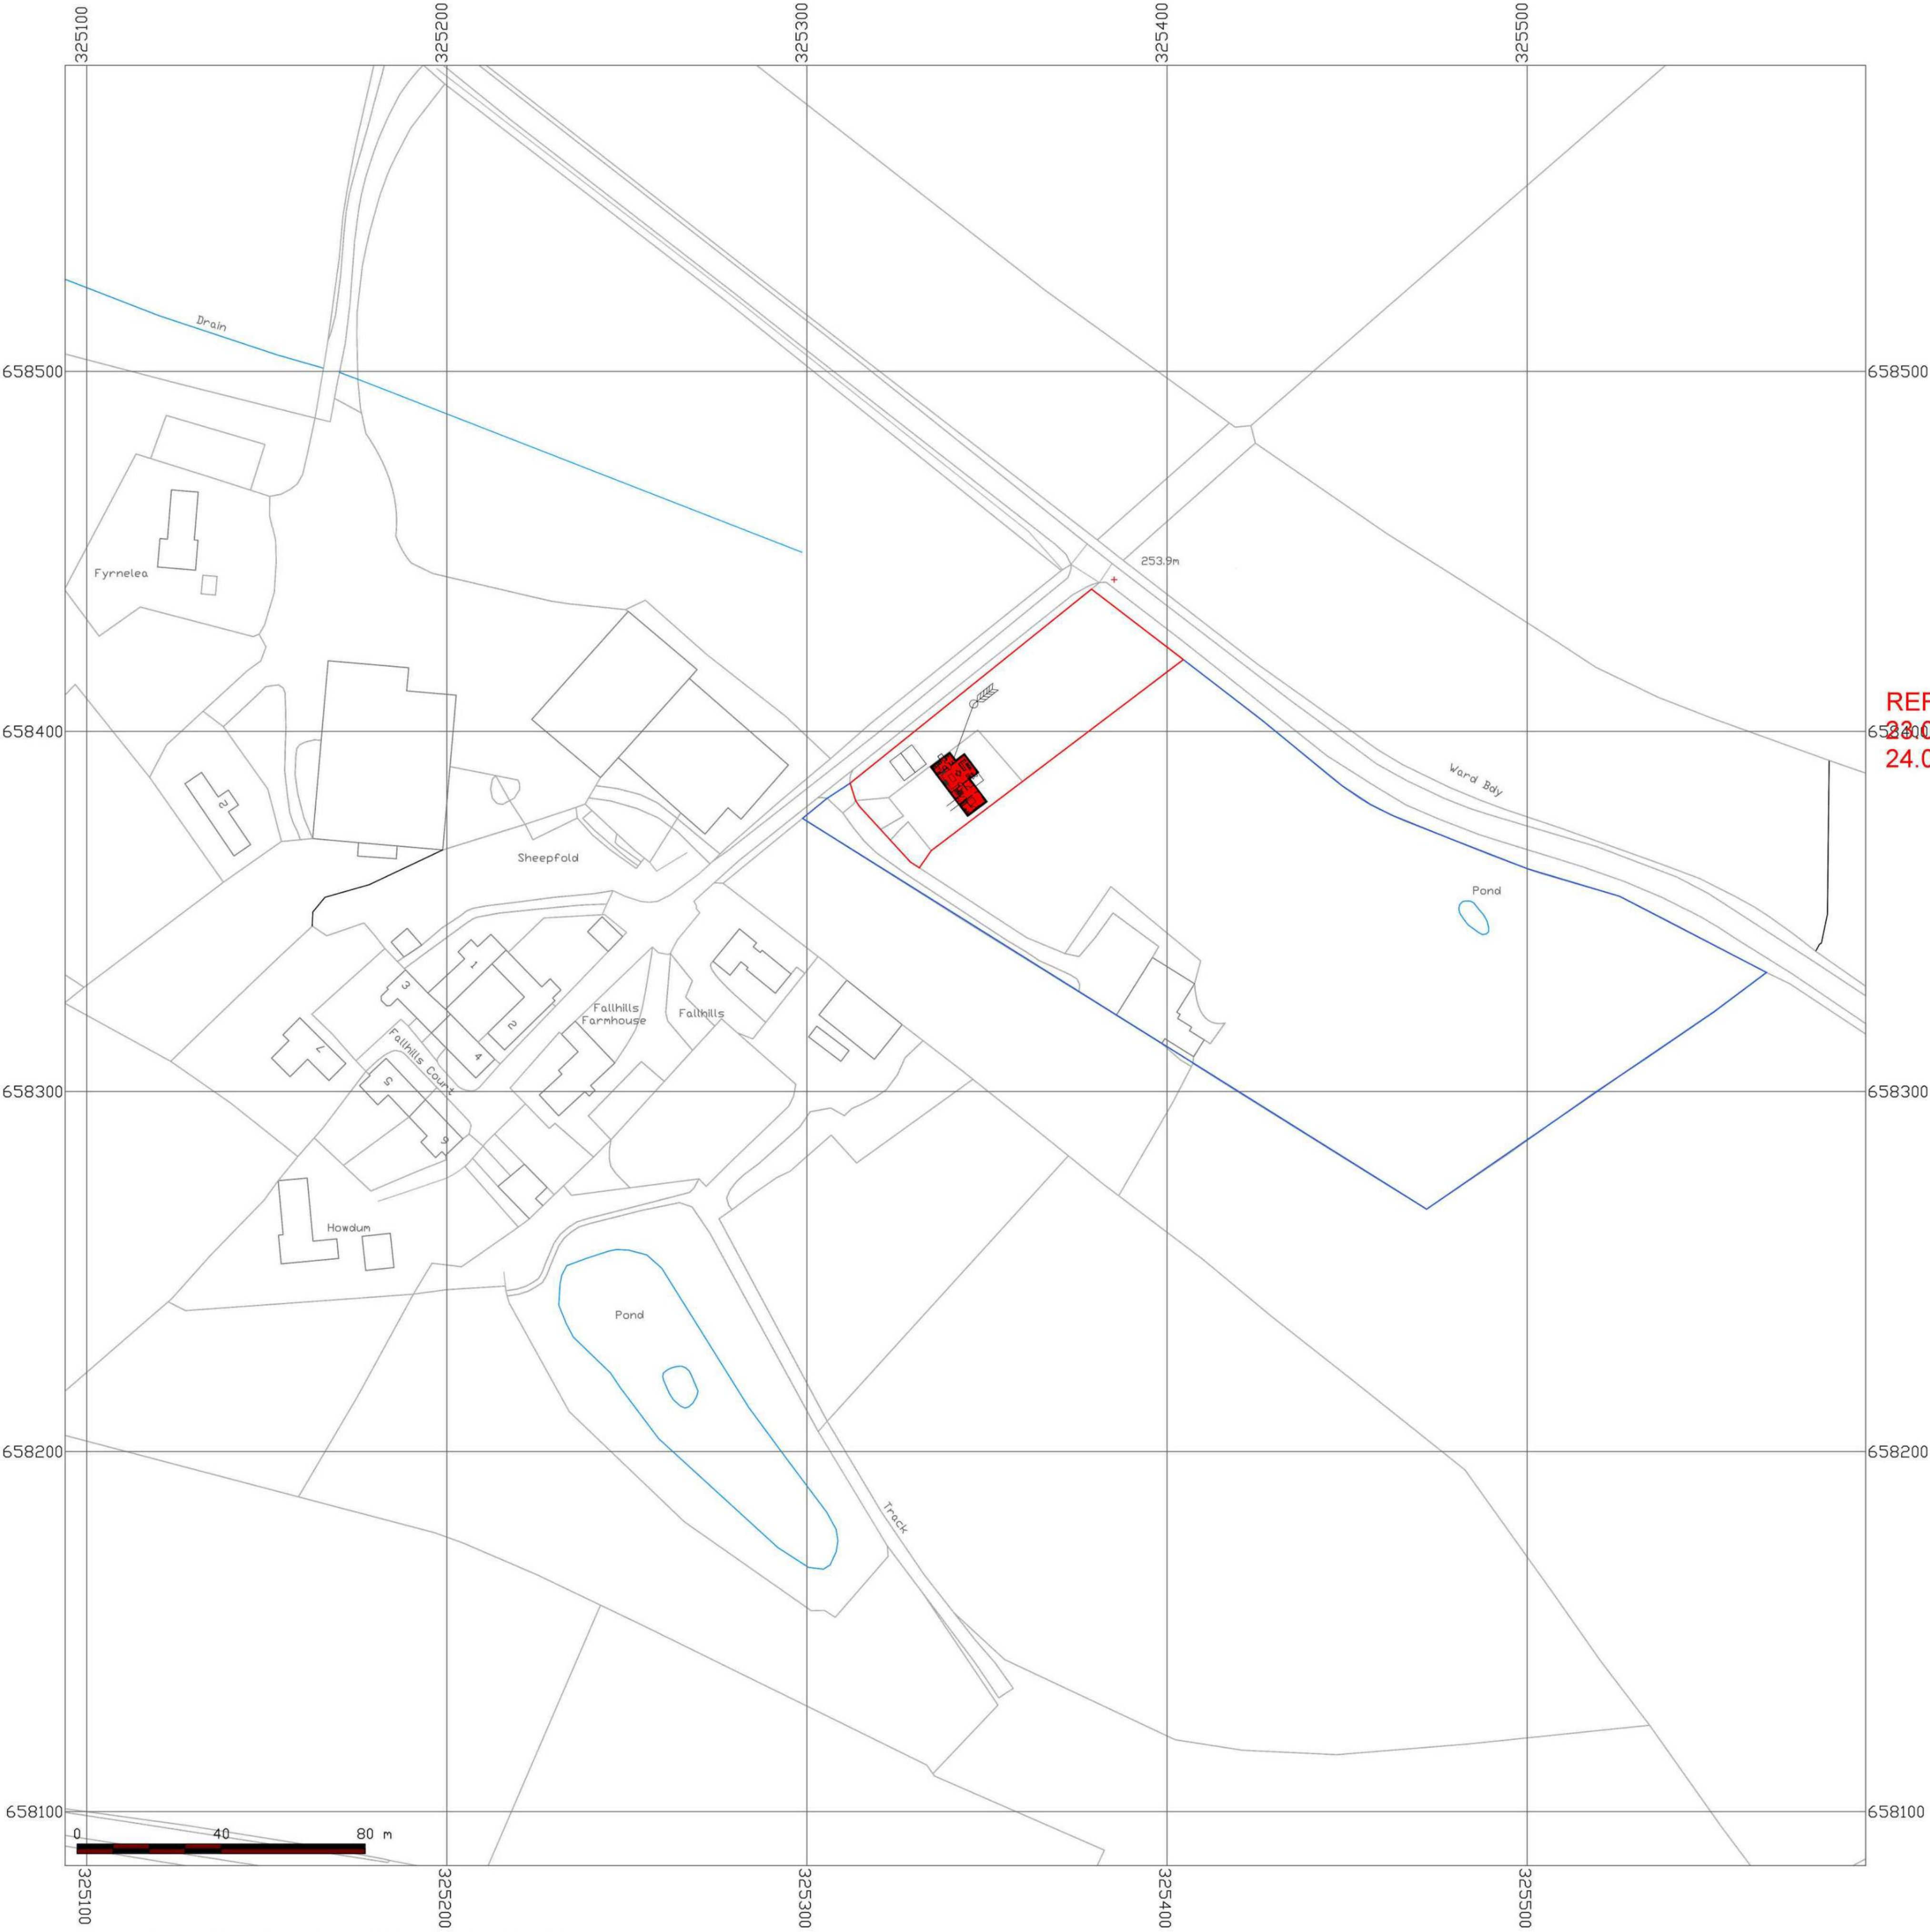 325100
325200
325300
325400
325500
Drain
658500
658500
253.9m
Fyrnelea
REF
658400
23.0
24.0
Ward Bdy
2
Sheepfold
Pond
1
3
2
Fallhills
Farmhouse
Fallhills
7
Fallhills Court
4
5
658300
658300
6
Howdum
Pond
658200
658200
Track
658100
658100
0
40
80 m
325100
325200
325300
325400
325500